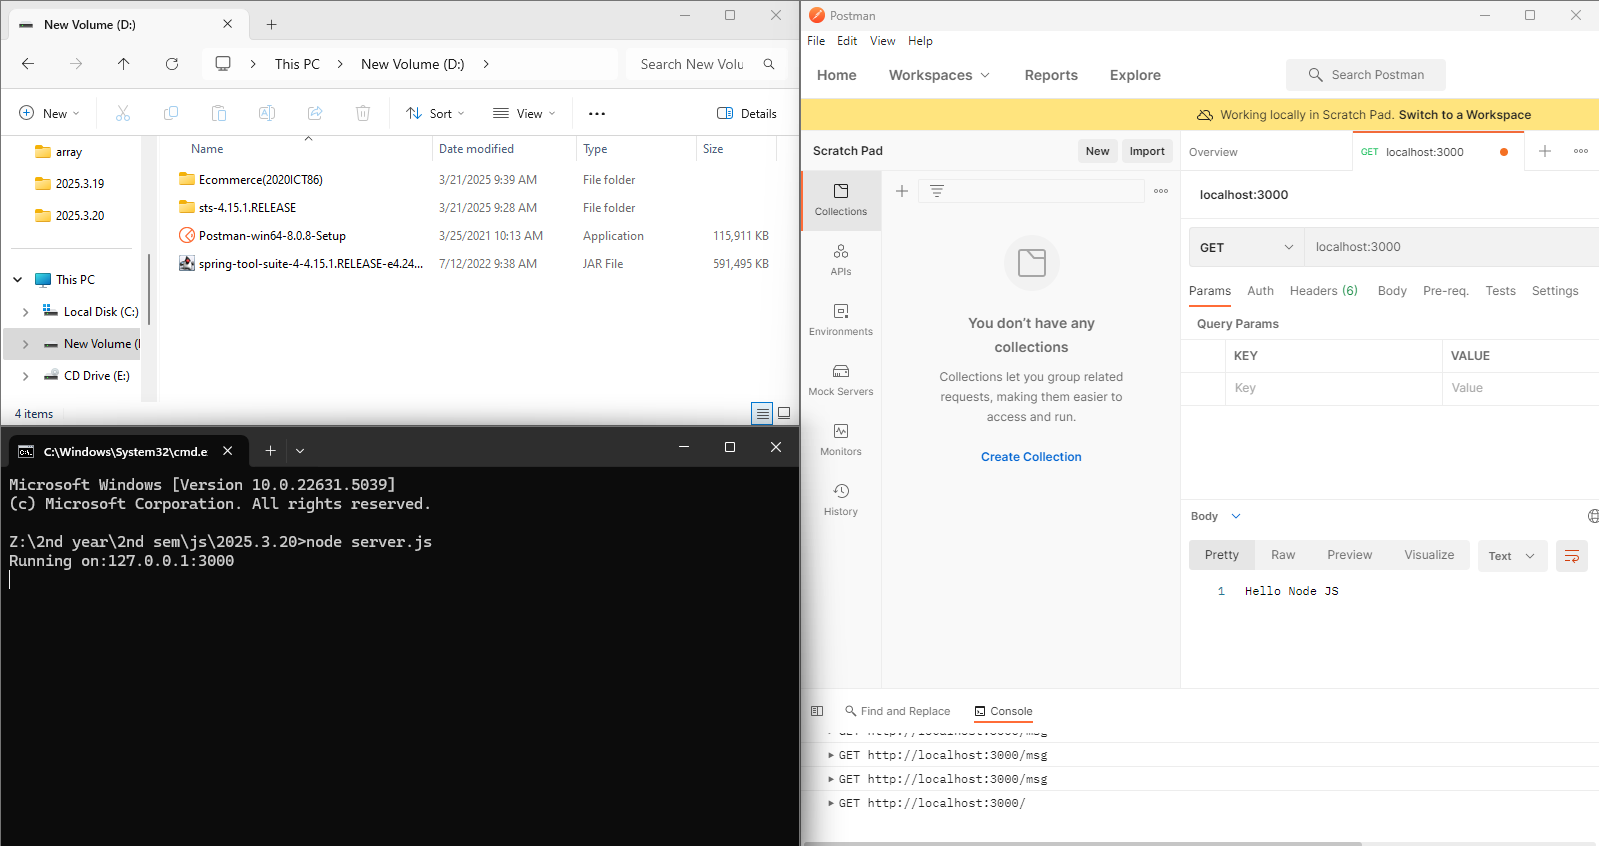 New Volume (D:)
This PC
New Volume (D:)
Search New Volu
New
Sort
View
Details
array
2025.3.19
2025.3.20
This PC
Local Disk (C:)
New Volume (
CD Drive (E:)
Name Date modified Type Size
Ecommerce(2020ICT86) 3/21/2025 9:39 AM File folder
sts-4.15.1.RELEASE 3/21/2025 9:28 AM File folder
Postman-win64-8.0.8-Setup 3/25/2021 10:13 AM Application 115,911 KB
spring-tool-suite-4-4.15.1.RELEASE-e4.24... 7/12/2022 9:38 AM JAR File 591,495 KB
4 items
C:\Windows\System32\cmd.e
Microsoft Windows [Version 10.0.22631.5039]
(c) Microsoft Corporation. All rights reserved.
Z:\2nd year\2nd sem\js\2025.3.20>node server.js
Running on:127.0.0.1:3000
Postman
File Edit View Help
Home Workspaces Reports Explore
Search Postman
Working locally in Scratch Pad. Switch to a Workspace
Scratch Pad
New
Import
Collections
APIs
Environments
Mock Servers
Monitors
History
You don't have any
collections
Collections let you group related
requests, making them easier to
access and run.
Create Collection
Overview
GET localhost:3000
localhost:3000
GET localhost:3000
Params Auth Headers (6) Body Pre-req. Tests Settings
Query Params
KEY VALUE
Key Value
Body
Pretty Raw Preview Visualize Text
1 Hello Node JS
Find and Replace Console
GET http://localhost:3000/msg
GET http://localhost:3000/msg
GET http://localhost:3000/msg
GET http://localhost:3000/